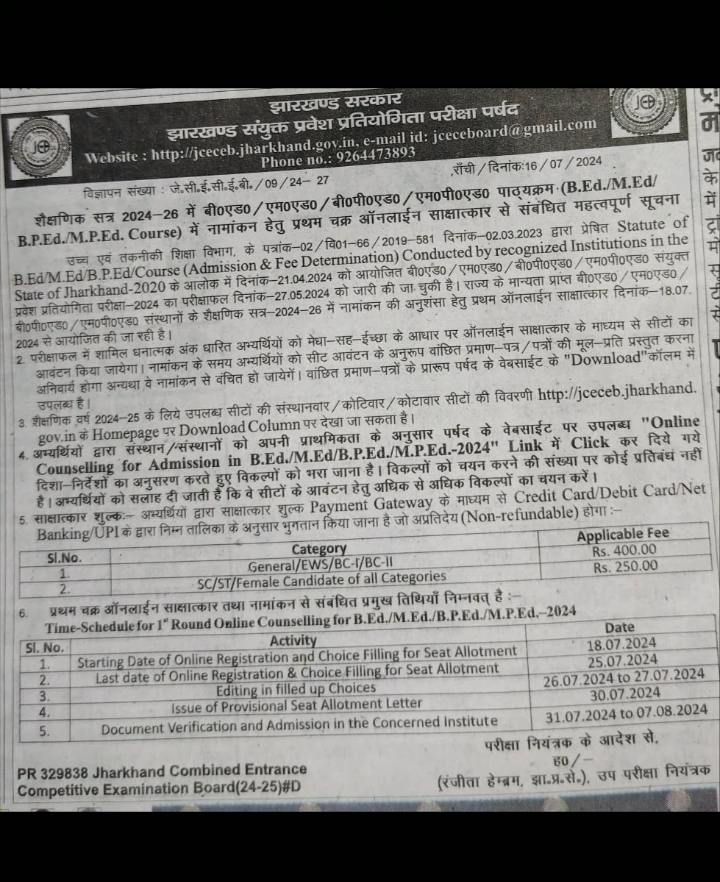 झारखण्ड सरकार
झारखण्ड संयुक्त प्रवेश प्रतियोगिता परीक्षा पर्षद
Website : http://jceceb.jharkhand.gov.in, e-mail id: jceceboard@gmail.com
Phone no.: 9264473893
विज्ञापन संख्या : जे.सी.ई.सी.ई.बी./09/24-27
राँची / दिनांक:16/07/2024
शैक्षणिक सत्र 2024-26 में बी०एड०/एम०एड०/बी०पी०एड०/एम०पी०एड० पाठ्यक्रम (B.Ed./M.Ed/
B.P.Ed./M.P.Ed. Course) में नामांकन हेतु प्रथम चक्र ऑनलाईन साक्षात्कार से संबंधित महत्वपूर्ण सूचना
उच्च एवं तकनीकी शिक्षा विभाग, के पत्रांक-02/वि01-66/2019-581 दिनांक-02.03.2023 द्वारा प्रेषित Statute of
B.Ed/M.Ed/B.P.Ed/Course (Admission & Fee Determination) Conducted by recognized Institutions in the
State of Jharkhand-2020 के आलोक में दिनांक-21.04.2024 को आयोजित बी०एड०/एम०एड०/बी०पी०एड०/एम०पी०एड० संयुक्त
प्रवेश प्रतियोगिता परीक्षा-2024 का परीक्षाफल दिनांक-27.05.2024 को जारी की जा चुकी है। राज्य के मान्यता प्राप्त बी०एड०/एम०एड०/
बी०पी०एड०/एम०पी०एड० संस्थानों के शैक्षणिक सत्र-2024-26 में नामांकन की अनुशंसा हेतु प्रथम ऑनलाईन साक्षात्कार दिनांक-18.07.
2024 से आयोजित की जा रही है।
2. परीक्षाफल में शामिल धनात्मक अंक धारित अभ्यर्थियों को मेधा-सह-ईच्छा के आधार पर ऑनलाईन साक्षात्कार के माध्यम से सीटों का
आवंटन किया जायेगा। नामांकन के समय अभ्यर्थियों को सीट आवंटन के अनुरूप वांछित प्रमाण-पत्र/पत्रों की मूल-प्रति प्रस्तुत करना
अनिवार्य होगा अन्यथा वे नामांकन से वंचित हो जायेगें। वांछित प्रमाण-पत्रों के प्रारूप पर्षद के वेबसाईट के "Download"कॉलम में
उपलब्ध है।
3. शैक्षणिक वर्ष 2024-25 के लिये उपलब्ध सीटों की संस्थानवार/कोटिवार/कोटावार सीटों की विवरणी http://jceceb.jharkhand.
gov.in के Homepage पर Download Column पर देखा जा सकता है।
4. अभ्यर्थियों द्वारा संस्थान/संस्थानों को अपनी प्राथमिकता के अनुसार पर्षद के वेबसाईट पर उपलब्ध "Online
Counselling for Admission in B.Ed./M.Ed/B.P.Ed./M.P.Ed.-2024" Link में Click कर दिये गये
दिशा-निर्देशों का अनुसरण करते हुए विकल्पों को भरा जाना है। विकल्पों को चयन करने की संख्या पर कोई प्रतिबंध नहीं
है। अभ्यर्थियों को सलाह दी जाती है कि वे सीटों के आवंटन हेतु अधिक से अधिक विकल्पों का चयन करें।
5. साक्षात्कार शुल्क:- अभ्यर्थियों द्वारा साक्षात्कार शुल्क Payment Gateway के माध्यम से Credit Card/Debit Card/Net
Banking/UPI के द्वारा निम्न तालिका के अनुसार भुगतान किया जाना है जो अप्रतिदेय (Non-refundable) होगा :-
Sl.No. Category Applicable Fee
1. General/EWS/BC-I/BC-II Rs. 400.00
2. SC/ST/Female Candidate of all Categories Rs. 250.00
6. प्रथम चक्र ऑनलाईन साक्षात्कार तथा नामांकन से संबंधित प्रमुख तिथियाँ निम्नवत् है :-
Time-Schedule for 1st Round Online Counselling for B.Ed./M.Ed./B.P.Ed./M.P.Ed.-2024
Sl. No. Activity Date
1. Starting Date of Online Registration and Choice Filling for Seat Allotment 18.07.2024
2. Last date of Online Registration & Choice Filling for Seat Allotment 25.07.2024
3. Editing in filled up Choices 26.07.2024 to 27.07.2024
4. Issue of Provisional Seat Allotment Letter 30.07.2024
5. Document Verification and Admission in the Concerned Institute 31.07.2024 to 07.08.2024
परीक्षा नियंत्रक के आदेश से,
ह0/-
(रंजीता हेम्ब्रम, झा.प्र.से.), उप परीक्षा नियंत्रक
PR 329838 Jharkhand Combined Entrance
Competitive Examination Board(24-25)#D